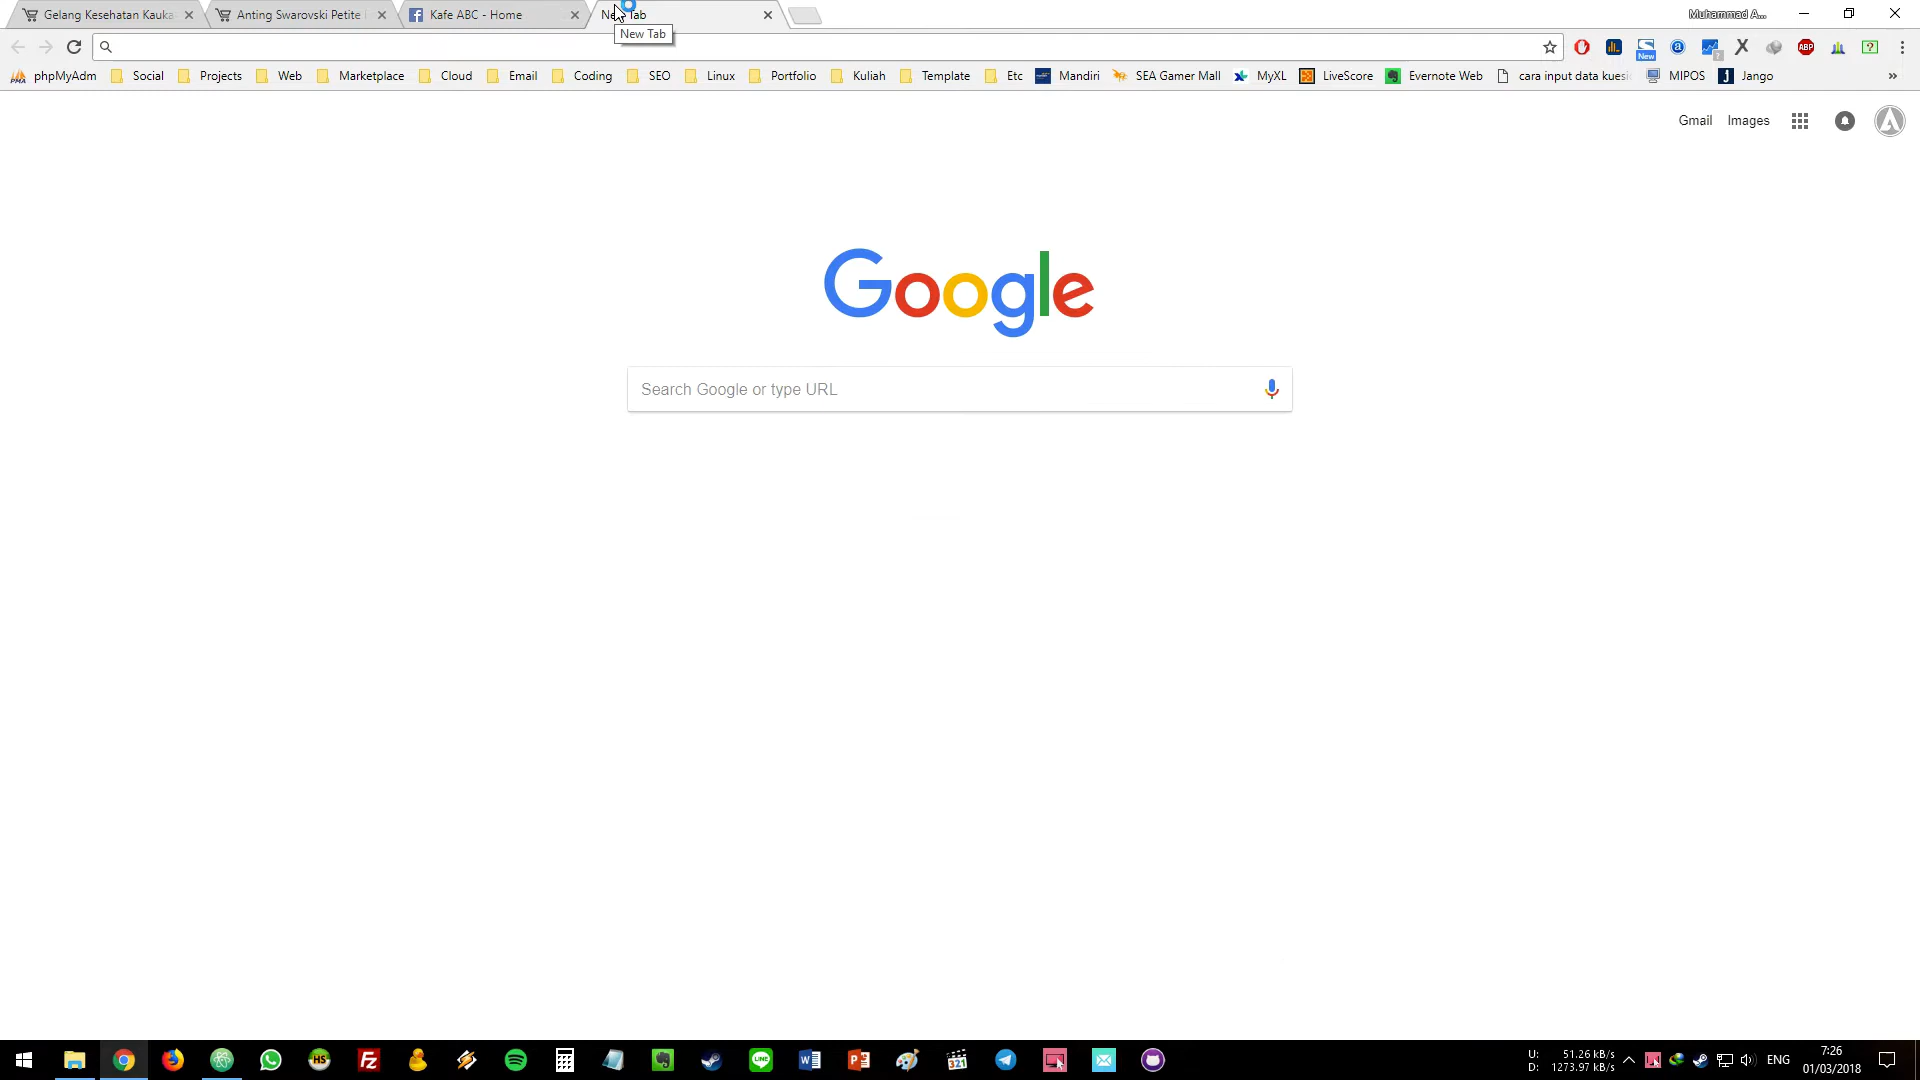 Gelang Kesehatan Kauka
Anting Swarovski Petite
Kafe ABC - Home
New Tab
Muhammad A...
New Tab
New
ABP
phpMyAdm
Social
Projects
Web
Marketplace
Cloud
Email
Coding
SEO
Linux
Portfolio
Kuliah
Template
Etc
Mandiri
SEA Gamer Mall
MyXL
LiveScore
Evernote Web
cara input data kuesi
MIPOS
Jango
Gmail
Images
Google
Search Google or type URL
U: 51.26 kB/s
D: 1273.97 kB/s
ENG
7:26
01/03/2018